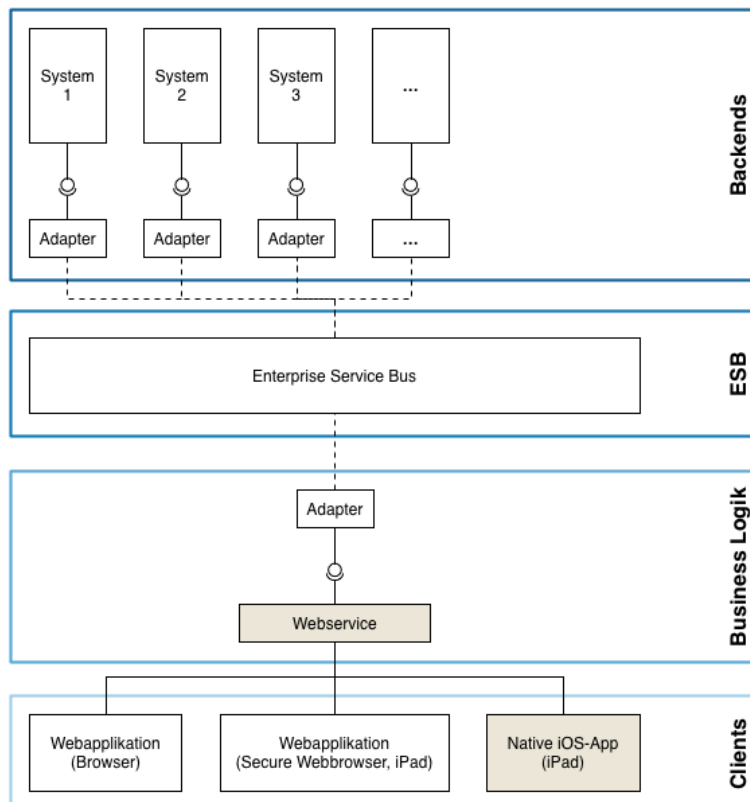 System
1
System
2
System
3
...
Adapter
Adapter
Adapter
...
Backends
Enterprise Service Bus
ESB
Adapter
Webservice
Business Logik
Webapplikation
(Browser)
Webapplikation
(Secure Webbrowser, iPad)
Native iOS-App
(iPad)
Clients